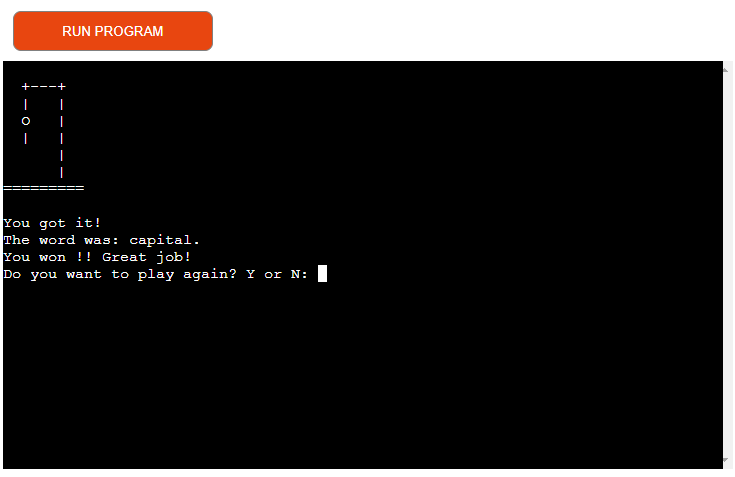 RUN PROGRAM
  +---+
  |   |
  O   |
  |   |
      |
      |
=========
You got it!
The word was: capital.
You won !! Great job!
Do you want to play again? Y or N: